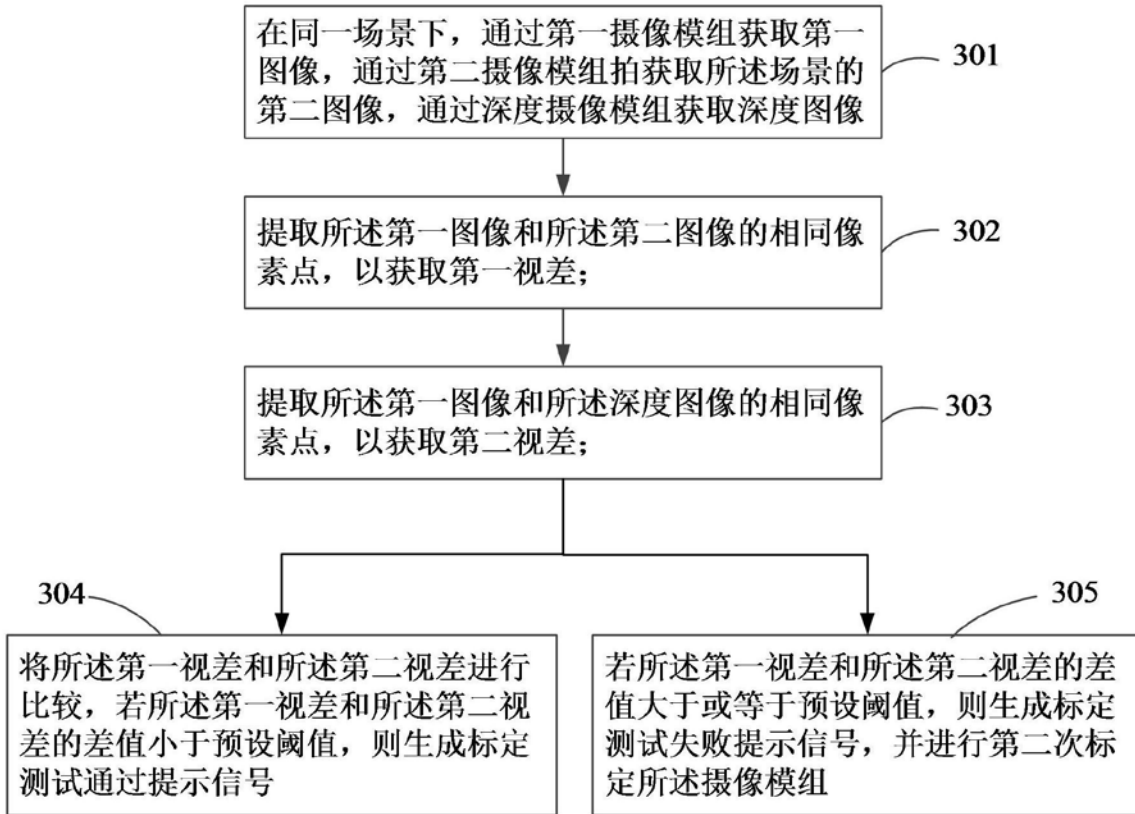 在同一场景下，通过第一摄像模组获取第一
图像，通过第二摄像模组拍获取所述场景的
第二图像，通过深度摄像模组获取深度图像
301
提取所述第一图像和所述第二图像的相同像
素点，以获取第一视差；
302
提取所述第一图像和所述深度图像的相同像
素点，以获取第二视差；
303
304
将所述第一视差和所述第二视差进行
比较，若所述第一视差和所述第二视
差的差值小于预设阈值，则生成标定
测试通过提示信号
305
若所述第一视差和所述第二视差的差
值大于或等于预设阈值，则生成标定
测试失败提示信号，并进行第二次标
定所述摄像模组